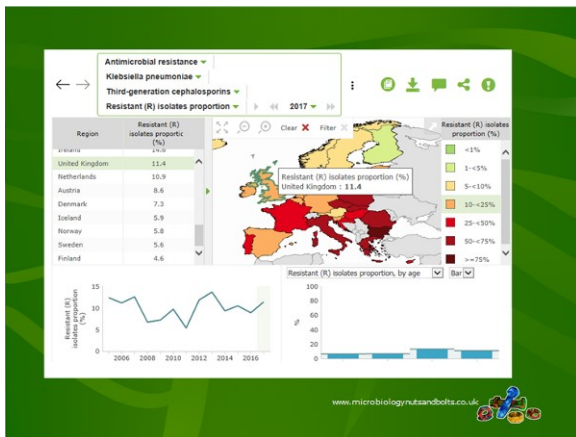 Antimicrobial resistance
Klebsiella pneumoniae
Third-generation cephalosporins
Resistant (R) isolates proportion
2017
Region
Resistant (R)
isolates proportic
(%)
Ireland 14.6
United Kingdom 11.4
Netherlands 10.9
Austria 8.6
Denmark 7.3
Iceland 5.9
Norway 5.8
Sweden 5.6
Finland 4.6
Clear Filter
Resistant (R) isolates proportion (%)
United Kingdom : 11.4
Resistant (R) isolates
proportion (%)
<1%
1-<5%
5-<10%
10-<25%
25-<50%
50-<75%
>=75%
Resistant (R)
isolates proportion
(%)
15
10
5
0
2006 2008 2010 2012 2014 2016
Resistant (R) isolates proportion, by age
Bar
%
100
80
60
40
20
0
www.microbiologynutsandbolts.co.uk